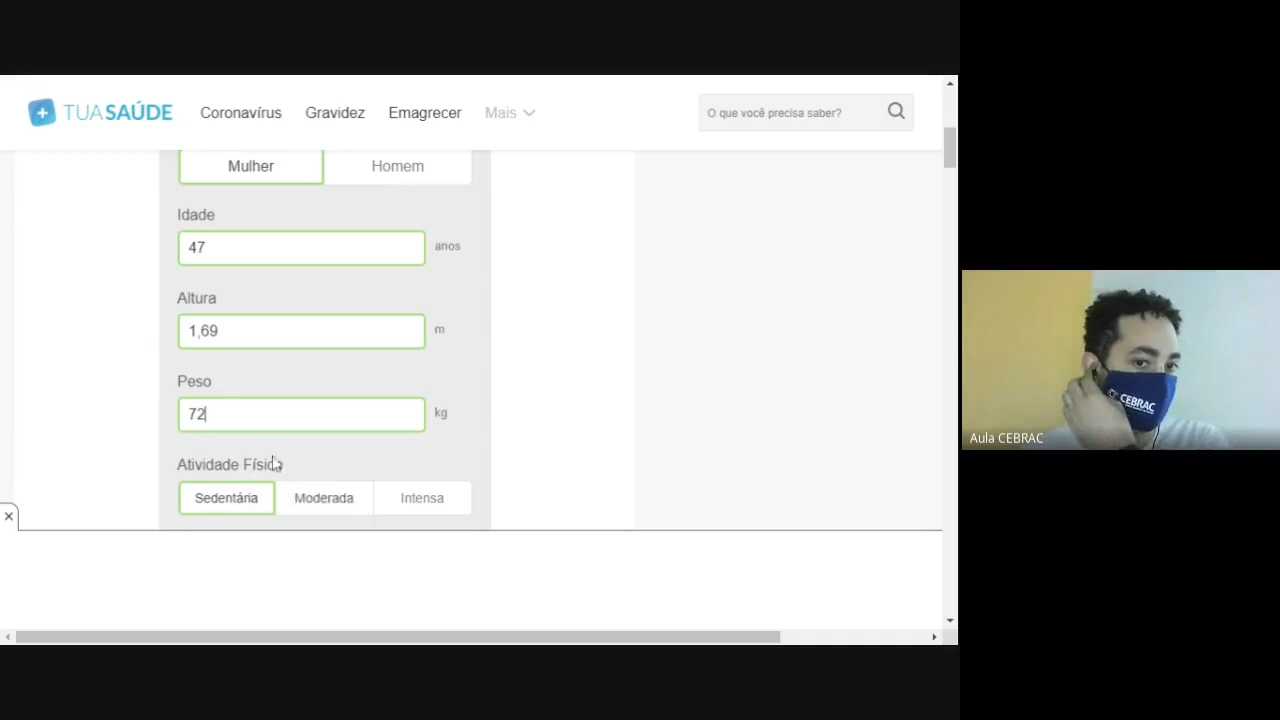 TUASAÚDE Coronavírus Gravidez Emagrecer Mais O que você precisa saber?
Mulher Homem
Idade
47 anos
Altura
1,69 m
Peso
72 kg
Atividade Física
Sedentária Moderada Intensa
CEBRAC
Aula CEBRAC